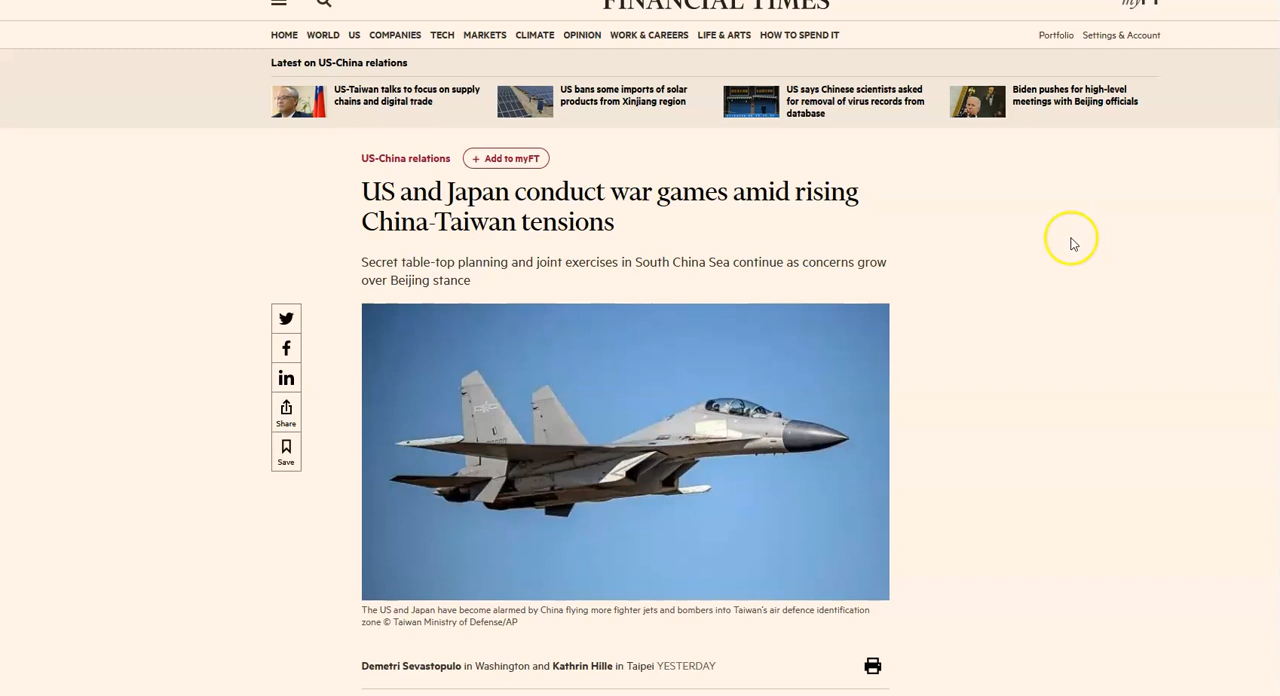 FINANCIAL TIMES
myFT
HOME WORLD US COMPANIES TECH MARKETS CLIMATE OPINION WORK & CAREERS LIFE & ARTS HOW TO SPEND IT Portfolio Settings & Account
Latest on US-China relations
US-Taiwan talks to focus on supply
chains and digital trade
US bans some imports of solar
products from Xinjiang region
US says Chinese scientists asked
for removal of virus records from
database
Biden pushes for high-level
meetings with Beijing officials
US-China relations + Add to myFT
US and Japan conduct war games amid rising
China-Taiwan tensions
Secret table-top planning and joint exercises in South China Sea continue as concerns grow
over Beijing stance
Share
Save
The US and Japan have become alarmed by China flying more fighter jets and bombers into Taiwan's air defence identification
zone © Taiwan Ministry of Defense/AP
Demetri Sevastopulo in Washington and Kathrin Hille in Taipei YESTERDAY